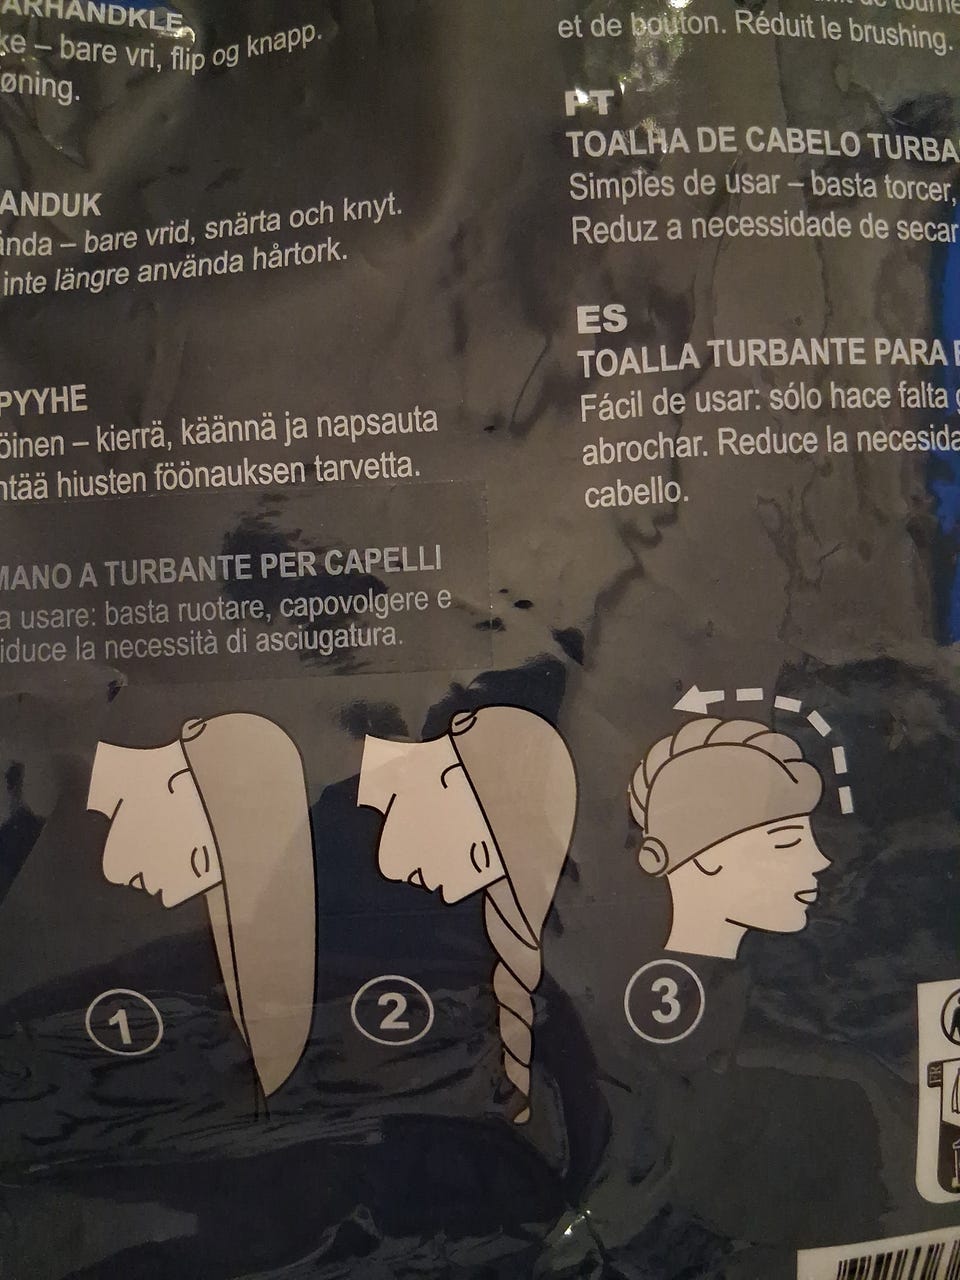 ke – bare vri, flip og knapp.
øning.
ANDUK
– bare vrid, snärta och knyt.
inte längre använda hårtork.
PYYHE
– kierrä, käännä ja napsauta
hiusten föönauksen tarvetta.
MANO A TURBANTE PER CAPELLI
a usare: basta ruotare, capovolgere e
iduce la necessità di asciugatura.
et de bouton. Réduit le brushing.
PT
TOALHA DE CABELO TURBA
Simples de usar – basta torcer,
Reduz a necessidade de secar
ES
TOALLA TURBANTE PARA
Fácil de usar: sólo hace falta
abrochar. Reduce la necesida
cabello.
1
2
3
FR